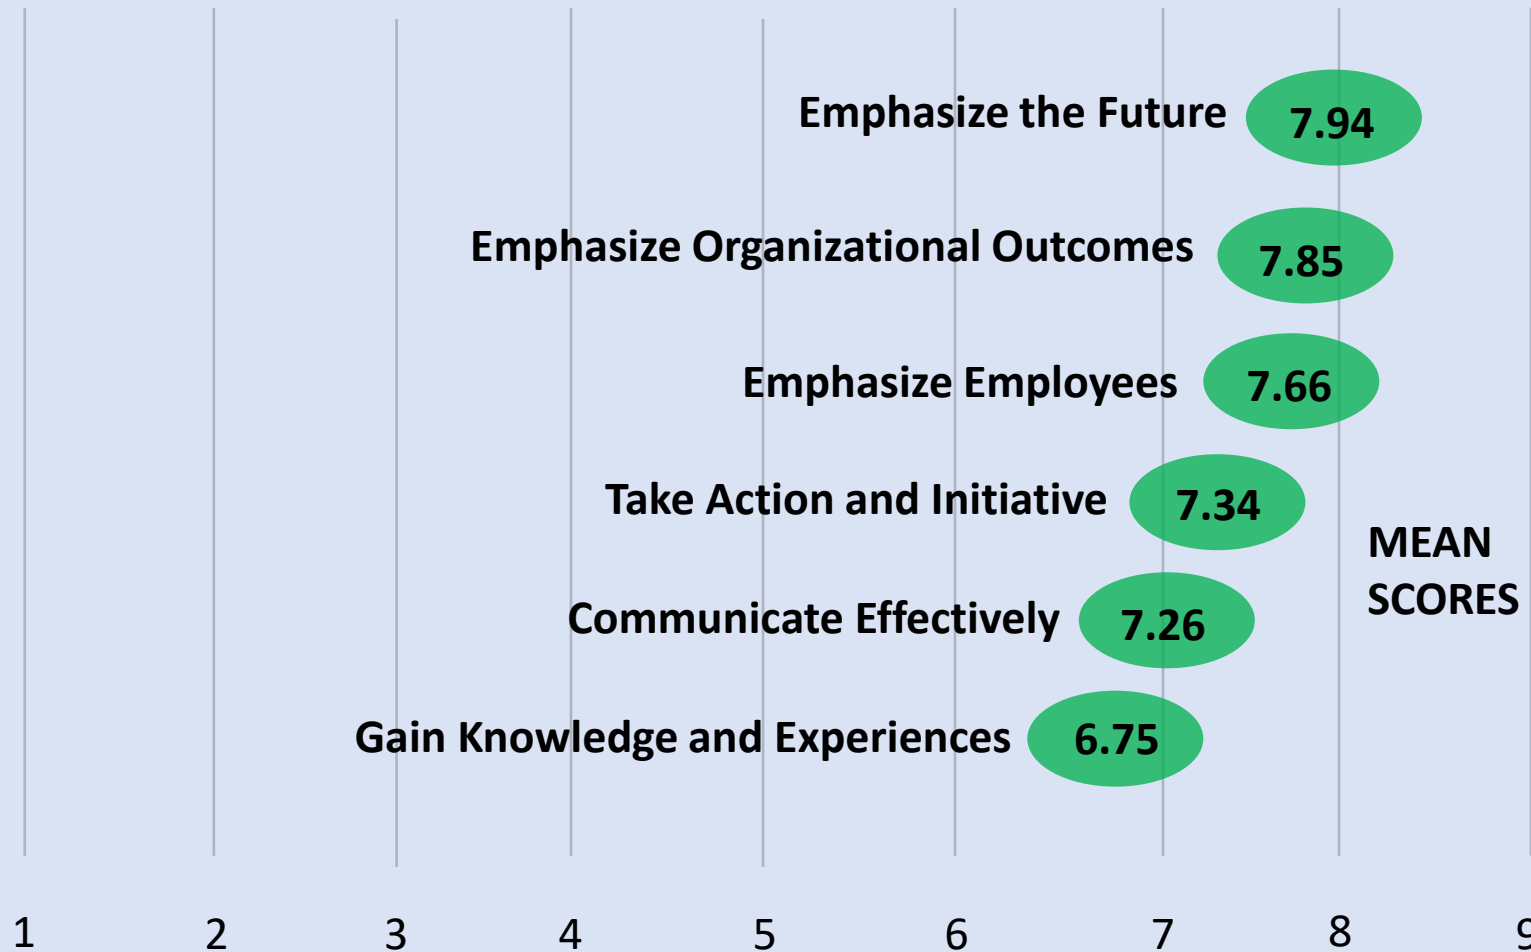 Emphasize the Future 7.94
Emphasize Organizational Outcomes 7.85
Emphasize Employees 7.66
Take Action and Initiative 7.34
MEAN
SCORES
Communicate Effectively 7.26
Gain Knowledge and Experiences 6.75
1 2 3 4 5 6 7 8 9